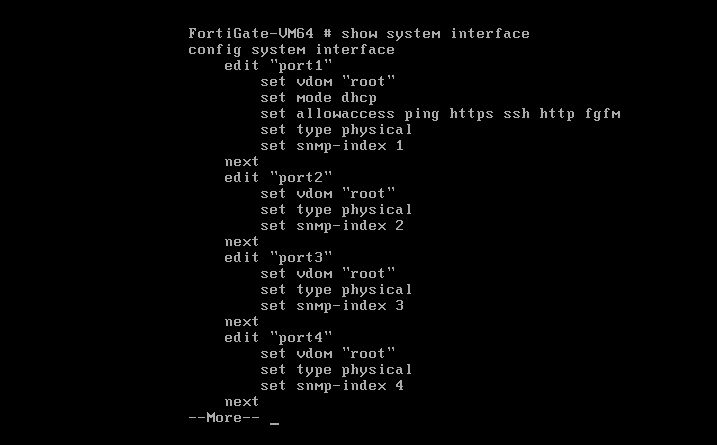 FortiGate-VM64 # show system interface
config system interface
    edit "port1"
        set vdom "root"
        set mode dhcp
        set allowaccess ping https ssh http fgfm
        set type physical
        set snmp-index 1
    next
    edit "port2"
        set vdom "root"
        set type physical
        set snmp-index 2
    next
    edit "port3"
        set vdom "root"
        set type physical
        set snmp-index 3
    next
    edit "port4"
        set vdom "root"
        set type physical
        set snmp-index 4
    next
--More-- _